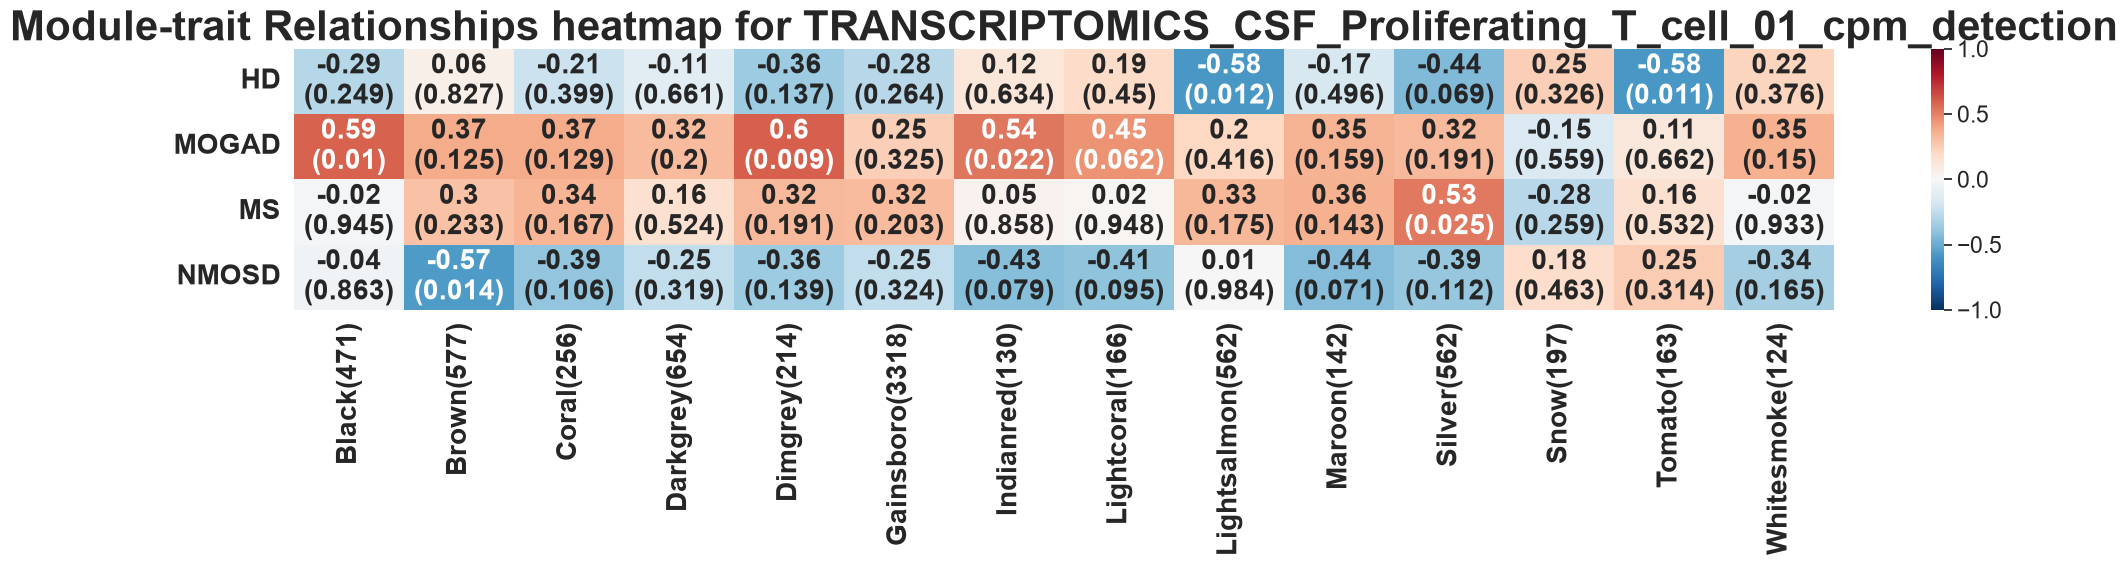 Module-trait Relationships heatmap for TRANSCRIPTOMICS_CSF_Proliferating_T_cell_01_cpm_detection
HD -0.29 0.06 -0.21 -0.11 -0.36 -0.28 0.12 0.19 -0.58 -0.17 -0.44 0.25 -0.58 0.22
(0.249) (0.827) (0.399) (0.661) (0.137) (0.264) (0.634) (0.45) (0.012) (0.496) (0.069) (0.326) (0.011) (0.376)
MOGAD 0.59 0.37 0.37 0.32 0.6 0.25 0.54 0.45 0.2 0.35 0.32 -0.15 0.11 0.35
(0.01) (0.125) (0.129) (0.2) (0.009) (0.325) (0.022) (0.062) (0.416) (0.159) (0.191) (0.559) (0.662) (0.15)
MS -0.02 0.3 0.34 0.16 0.32 0.32 0.05 0.02 0.33 0.36 0.53 -0.28 0.16 -0.02
(0.945) (0.233) (0.167) (0.524) (0.191) (0.203) (0.858) (0.948) (0.175) (0.143) (0.025) (0.259) (0.532) (0.933)
NMOSD -0.04 -0.57 -0.39 -0.25 -0.36 -0.25 -0.43 -0.41 0.01 -0.44 -0.39 0.18 0.25 -0.34
(0.863) (0.014) (0.106) (0.319) (0.139) (0.324) (0.079) (0.095) (0.984) (0.071) (0.112) (0.463) (0.314) (0.165)
Black(471)
Brown(577)
Coral(256)
Darkgrey(654)
Dimgrey(214)
Gainsboro(3318)
Indianred(130)
Lightcoral(166)
Lightsalmon(562)
Maroon(142)
Silver(562)
Snow(197)
Tomato(163)
Whitesmoke(124)
1.0
0.5
0.0
−0.5
−1.0